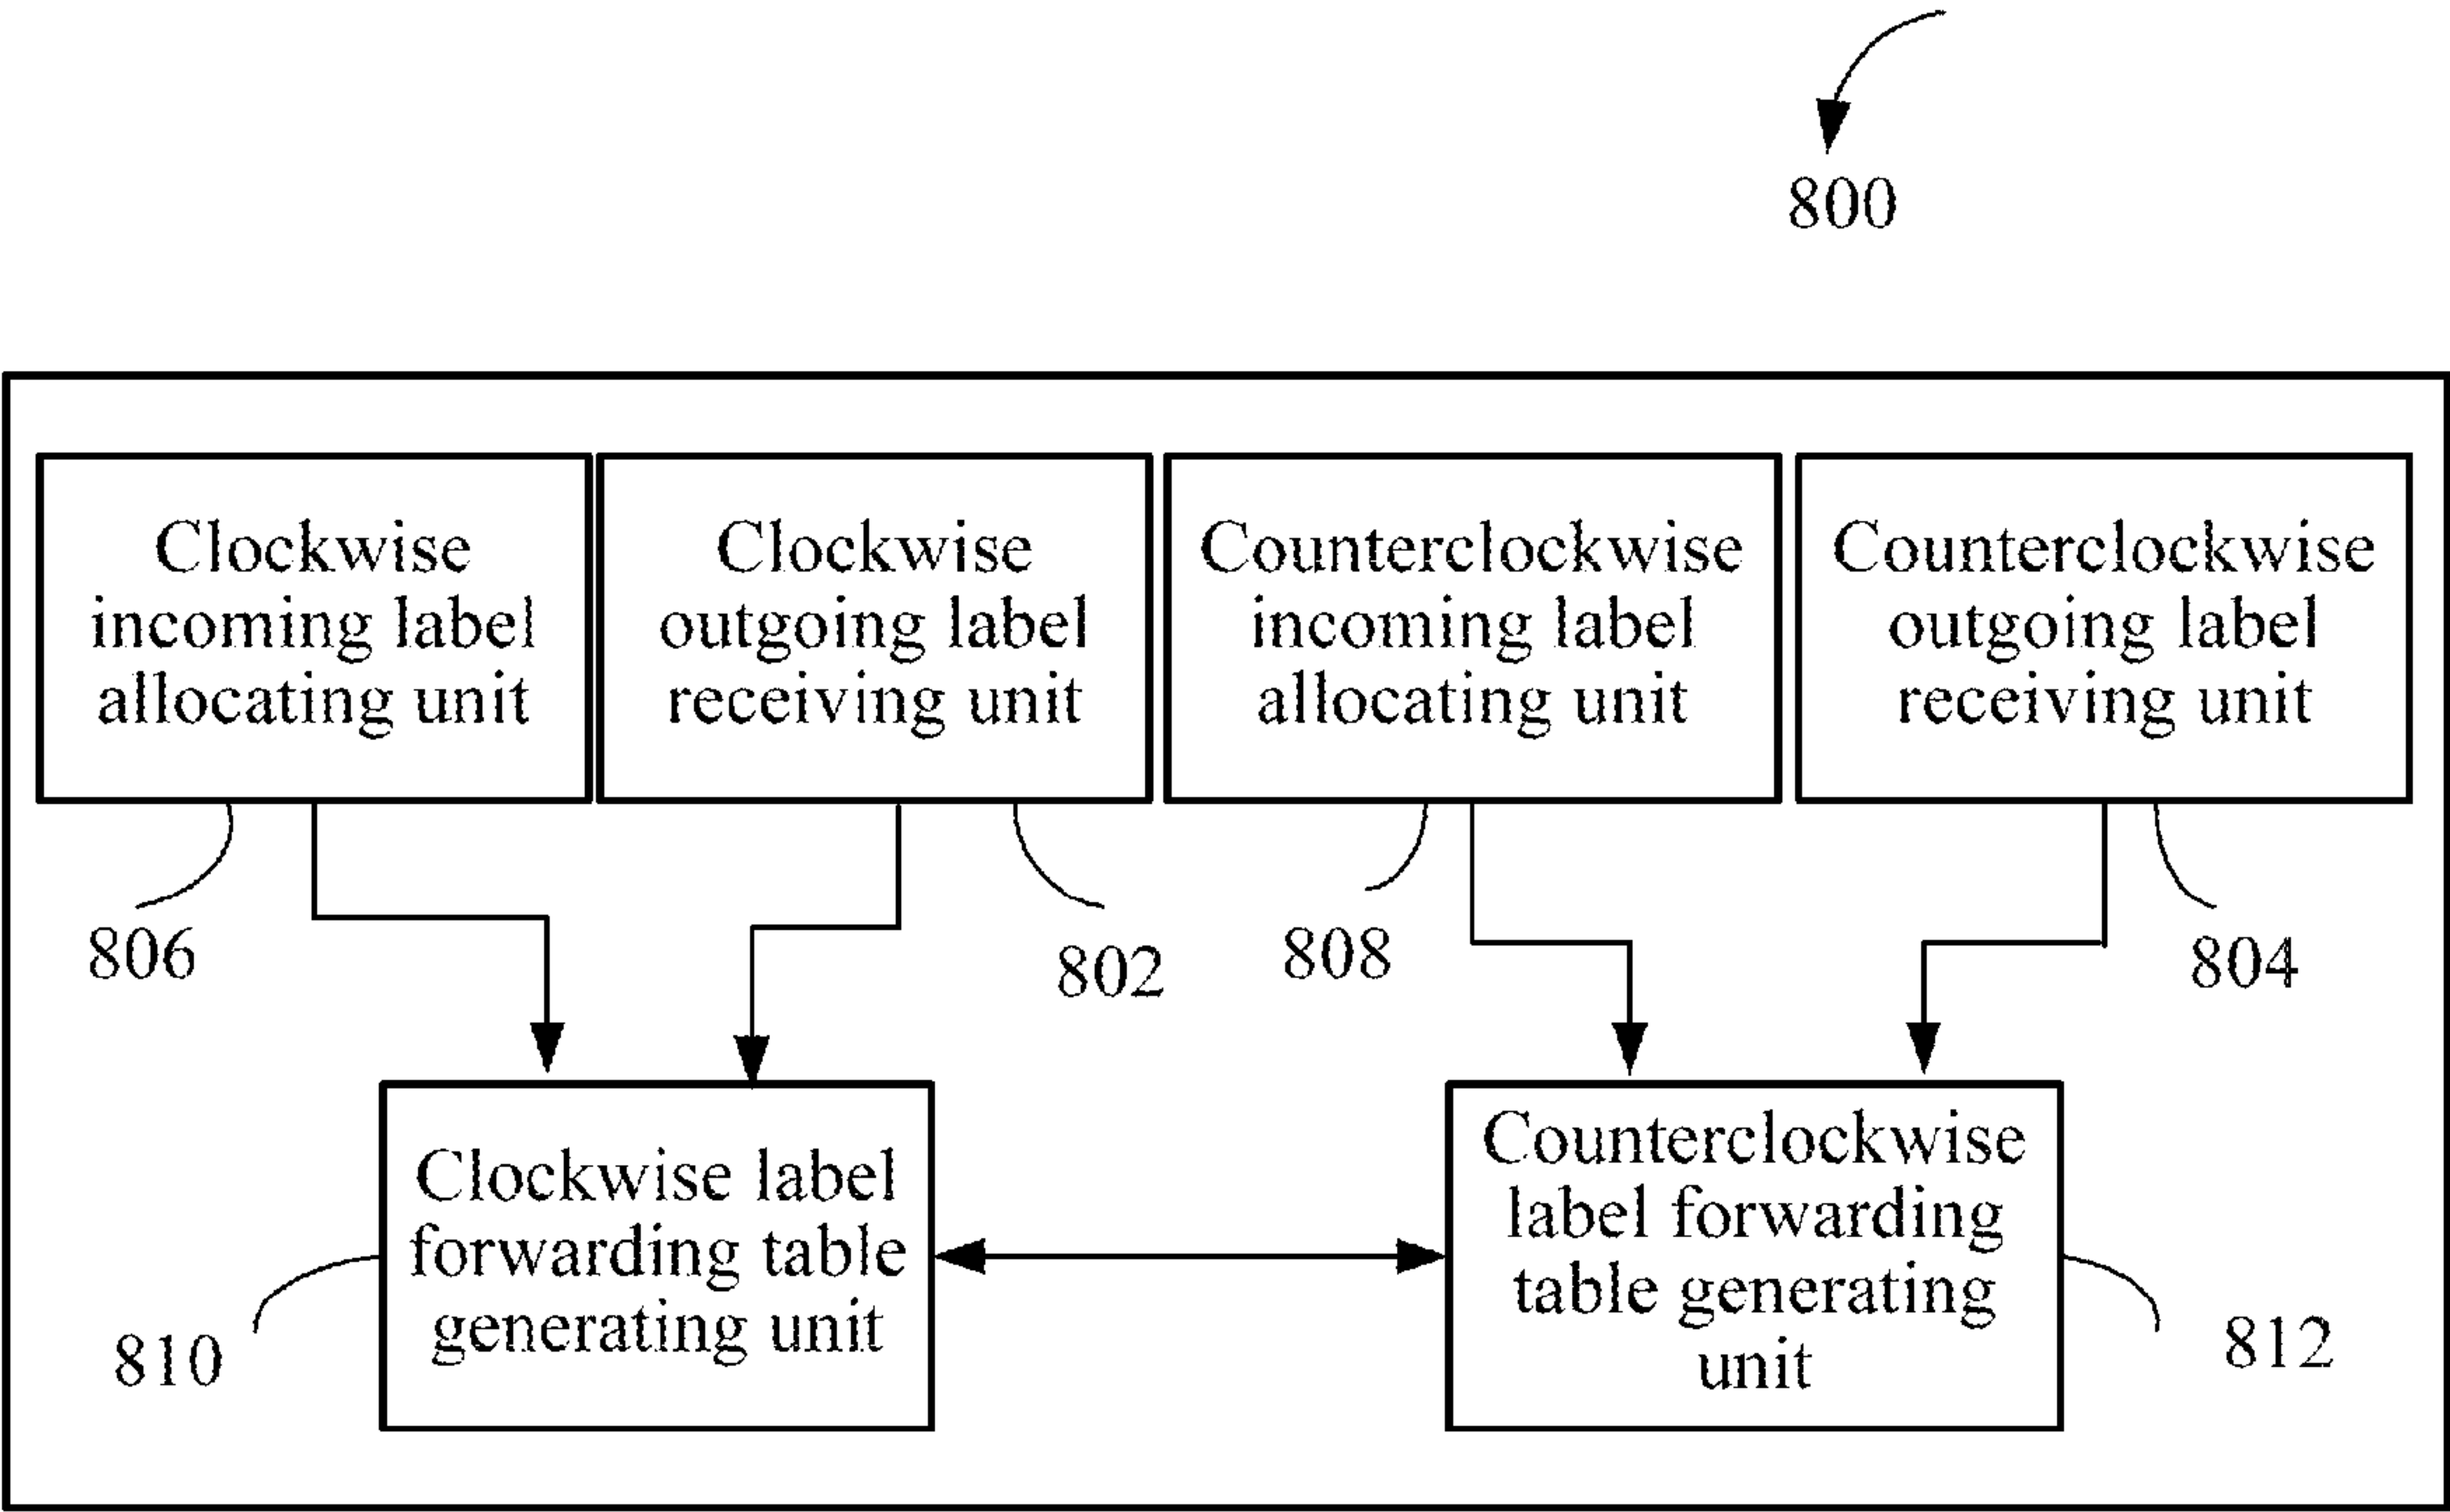 800
Clockwise
incoming label
allocating unit
Clockwise
outgoing label
receiving unit
Counterclockwise
incoming label
allocating unit
Counterclockwise
outgoing label
receiving unit
806
802
808
804
Clockwise label
forwarding table
generating unit
Counterclockwise
label forwarding
table generating
unit
810
812